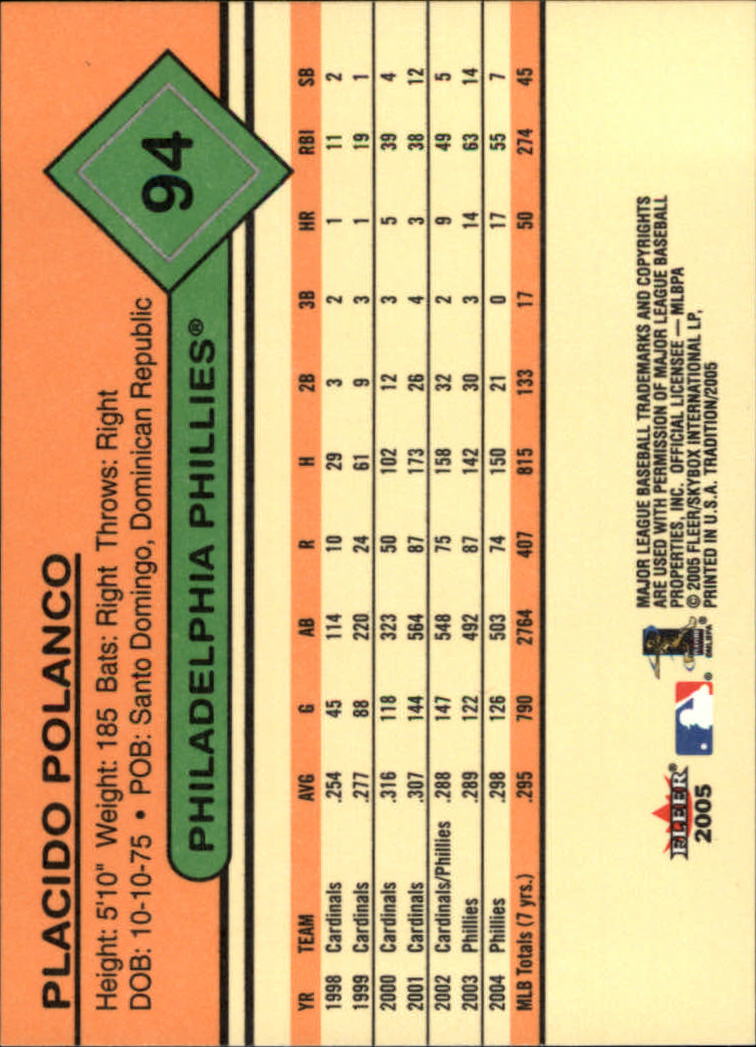 PLACIDO POLANCO
Height: 5'10" Weight: 185 Bats: Right Throws: Right
DOB: 10-10-75 • POB: Santo Domingo, Dominican Republic
94
PHILADELPHIA PHILLIES®
YR TEAM AVG G AB R H 2B 3B HR RBI SB
1998 Cardinals .254 45 114 10 29 3 2 1 11 2
1999 Cardinals .277 88 220 24 61 9 3 1 19 1
2000 Cardinals .316 118 323 50 102 12 3 5 39 4
2001 Cardinals .307 144 564 87 173 26 4 3 38 12
2002 Cardinals/Phillies .288 147 548 75 158 32 2 9 49 5
2003 Phillies .289 122 492 87 142 30 3 14 63 14
2004 Phillies .298 126 503 74 150 21 0 17 55 7
MLB Totals (7 yrs.) .295 790 2764 407 815 133 17 50 274 45
FLEER®
2005
®
®
©MLBPA
MAJOR LEAGUE BASEBALL TRADEMARKS AND COPYRIGHTS
ARE USED WITH PERMISSION OF MAJOR LEAGUE BASEBALL
PROPERTIES, INC. OFFICIAL LICENSEE — MLBPA
© 2005 FLEER/SKYBOX INTERNATIONAL LP,
PRINTED IN U.S.A. TRADITION/2005